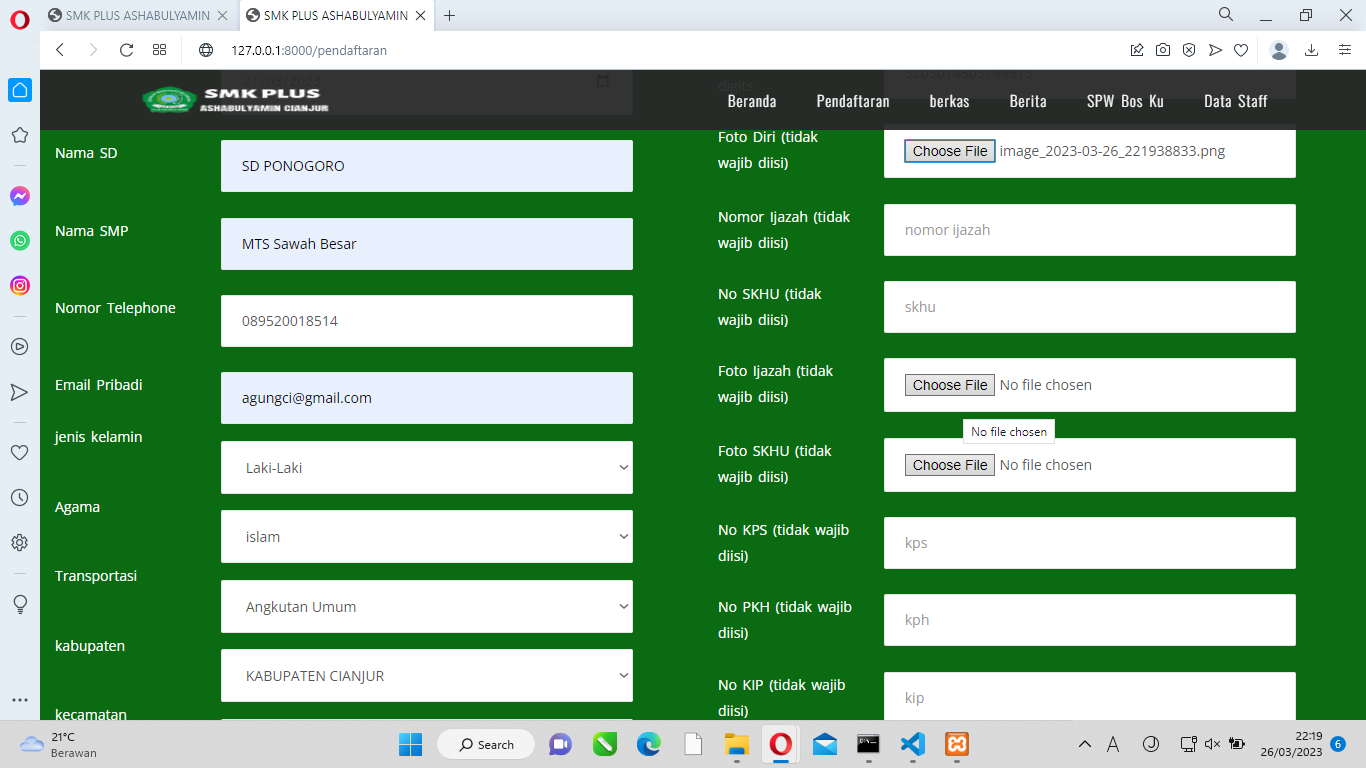 SMK PLUS ASHABULYAMIN
SMK PLUS ASHABULYAMIN
127.0.0.1:8000/pendaftaran
SMK PLUS
ASHABULYAMIN CIANJUR
Beranda
Pendaftaran
berkas
Berita
SPW Bos Ku
Data Staff
21/03/2023
digits
Nama SD
SD PONOGORO
Nama SMP
MTS Sawah Besar
Nomor Telephone
089520018514
Email Pribadi
agungci@gmail.com
jenis kelamin
Laki-Laki
Agama
islam
Transportasi
Angkutan Umum
kabupaten
KABUPATEN CIANJUR
kecamatan
Foto Diri (tidak
wajib diisi)
Choose File image_2023-03-26_221938833.png
Nomor Ijazah (tidak
wajib diisi)
nomor ijazah
No SKHU (tidak
wajib diisi)
skhu
Foto Ijazah (tidak
wajib diisi)
Choose File No file chosen
No file chosen
Foto SKHU (tidak
wajib diisi)
Choose File No file chosen
No KPS (tidak wajib
diisi)
kps
No PKH (tidak wajib
diisi)
kph
No KIP (tidak wajib
diisi)
kip
21°C
Berawan
Search
22:19
26/03/2023
6